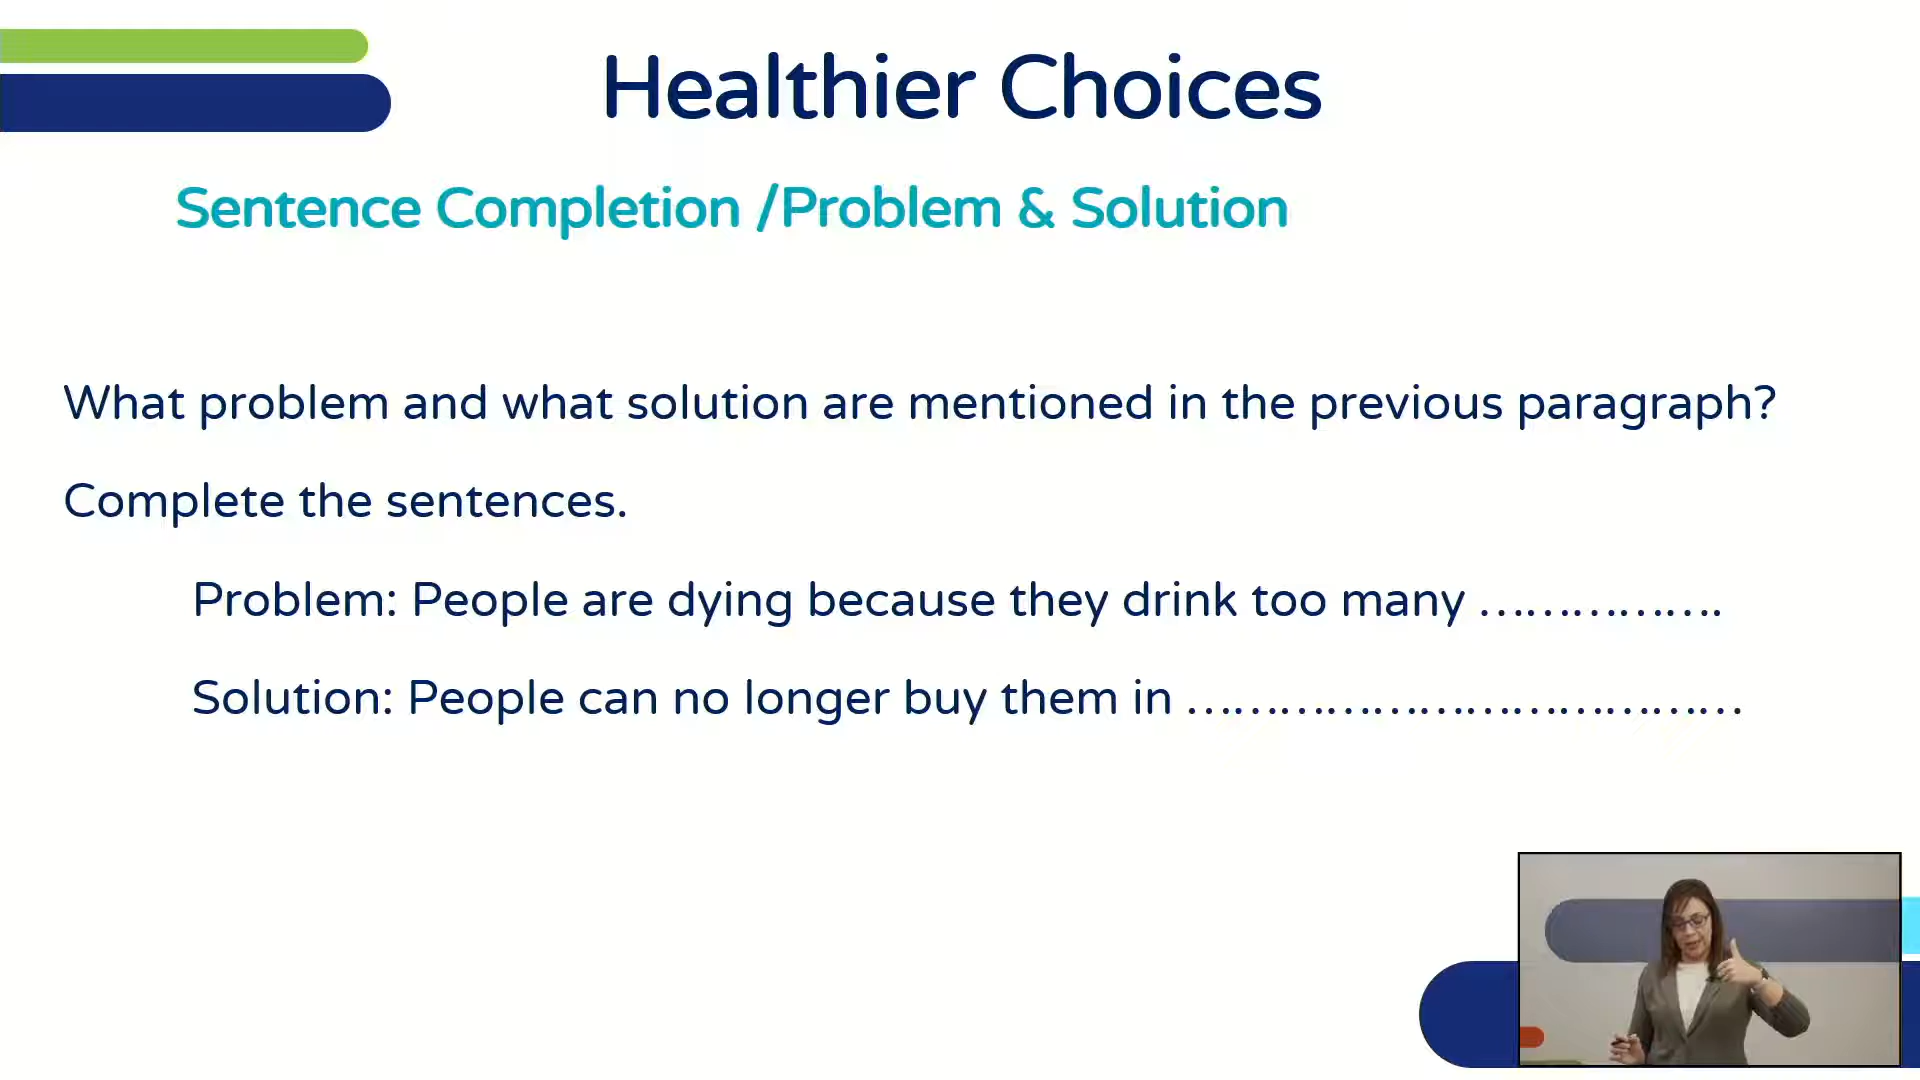 Healthier Choices
Sentence Completion /Problem & Solution
What problem and what solution are mentioned in the previous paragraph?
Complete the sentences.
Problem: People are dying because they drink too many …………….
Solution: People can no longer buy them in ………………………………